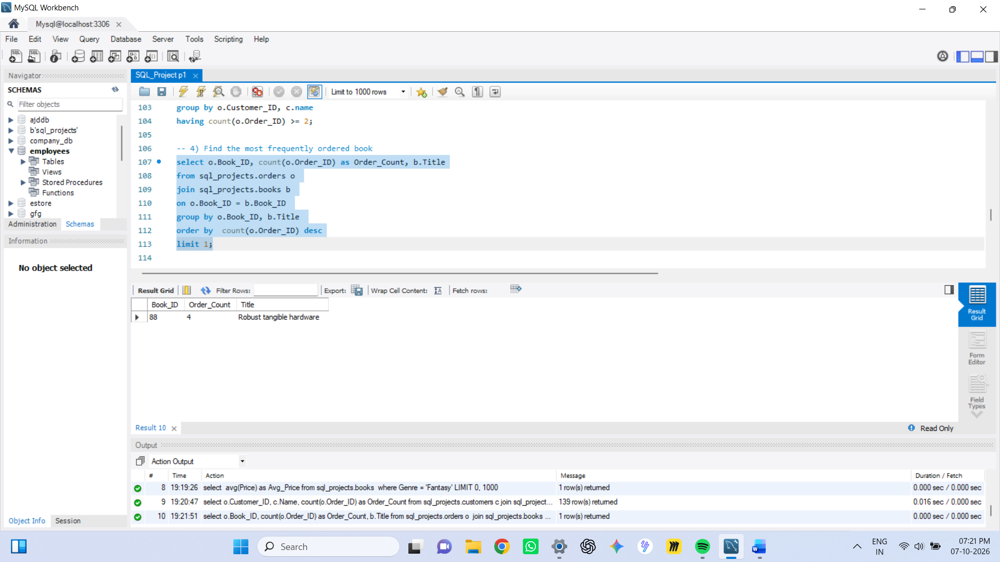 MySQL Workbench
Mysql@localhost:3306
File Edit View Query Database Server Tools Scripting Help
Navigator
SCHEMAS
Filter objects
ajddb
b'sql_projects'
company_db
employees
Tables
Views
Stored Procedures
Functions
estore
gfg
Administration Schemas
Information
No object selected
Object Info Session
SQL_Project p1
Limit to 1000 rows
103 group by o.Customer_ID, c.name
104 having count(o.Order_ID) >= 2;
105
106 -- 4) Find the most frequently ordered book
107 select o.Book_ID, count(o.Order_ID) as Order_Count, b.Title
108 from sql_projects.orders o
109 join sql_projects.books b
110 on o.Book_ID = b.Book_ID
111 group by o.Book_ID, b.Title
112 order by  count(o.Order_ID) desc
113 limit 1;
114
Result Grid Filter Rows: Export: Wrap Cell Content: Fetch rows:
Book_ID Order_Count Title
88 4 Robust tangible hardware
Result Grid
Form Editor
Field Types
Result 10
Read Only
Output
Action Output
# Time Action Message Duration / Fetch
8 19:19:26 select  avg(Price) as Avg_Price from sql_projects.books  where Genre = 'Fantasy' LIMIT 0, 1000 1 row(s) returned 0.000 sec / 0.000 sec
9 19:20:47 select o.Customer_ID, c.Name, count(o.Order_ID) as Order_Count from sql_projects.customers c join sql_project... 139 row(s) returned 0.016 sec / 0.000 sec
10 19:21:51 select o.Book_ID, count(o.Order_ID) as Order_Count, b.Title from sql_projects.orders o  join sql_projects.books ... 1 row(s) returned 0.000 sec / 0.000 sec
Search
ENG
IN
07:21 PM
07-10-2026